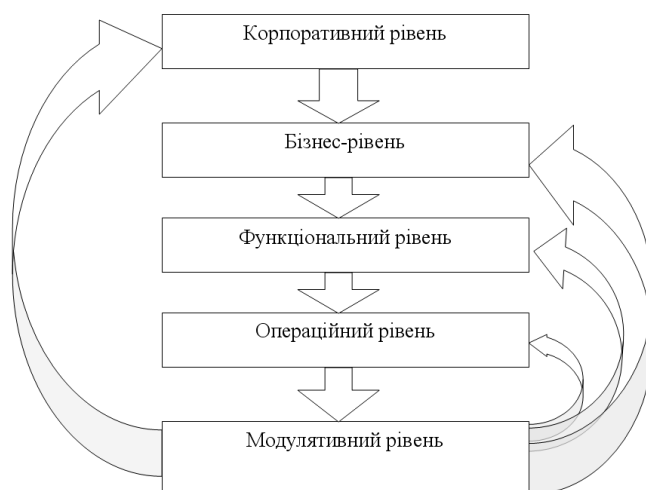 Корпоративний рівень
Бізнес-рівень
Функціональний рівень
Операційний рівень
Модулятивний рівень